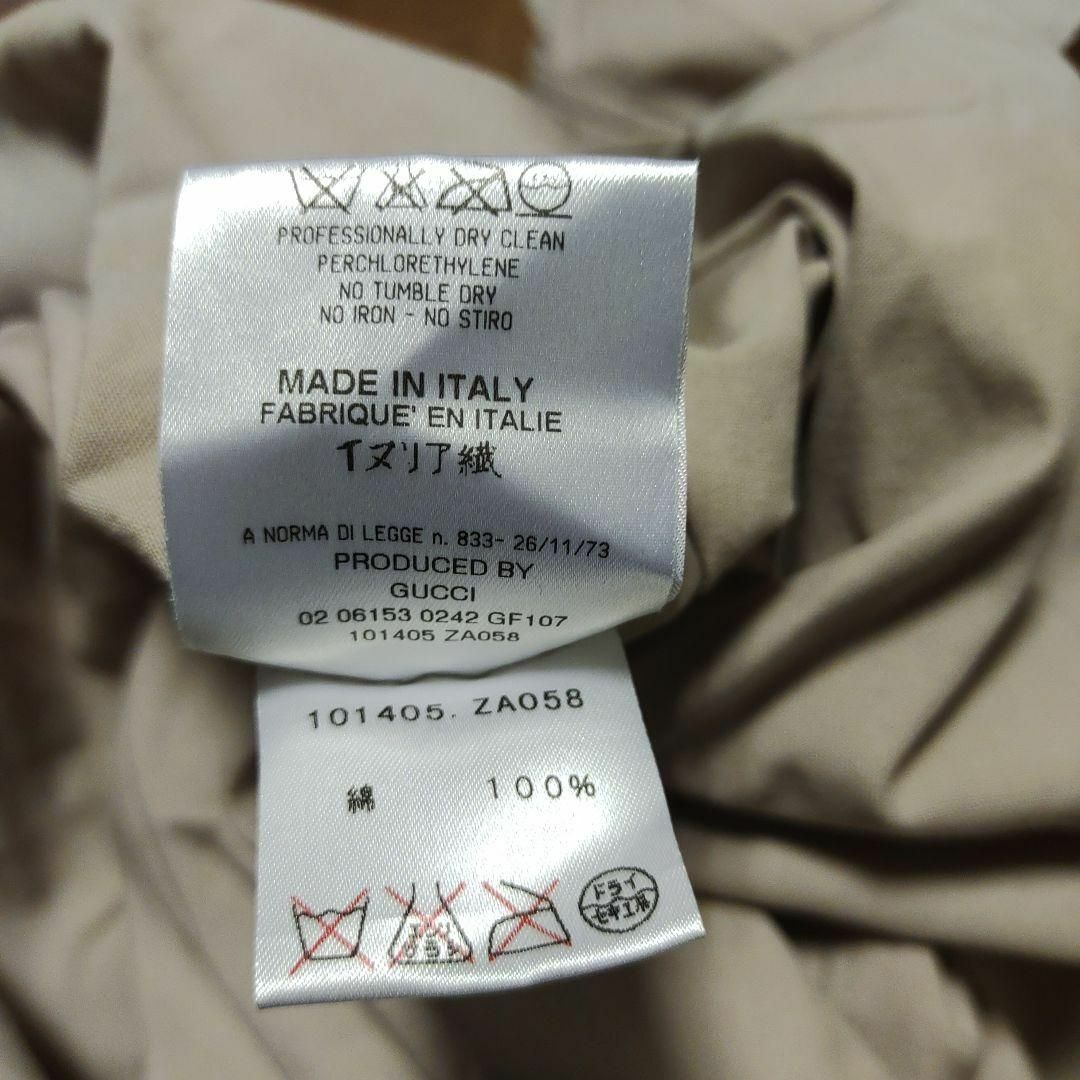 PROFESSIONALLY DRY CLEAN
PERCHLORETHYLENE
NO TUMBLE DRY
NO IRON - NO STIRO
MADE IN ITALY
FABRIQUE' EN ITALIE
イヌリア繊
A NORMA DI LEGGE n. 833- 26/11/73
PRODUCED BY
GUCCI
02 06153 0242 GF107
101405 ZA058
101405. ZA058
綿 100%
ドライ